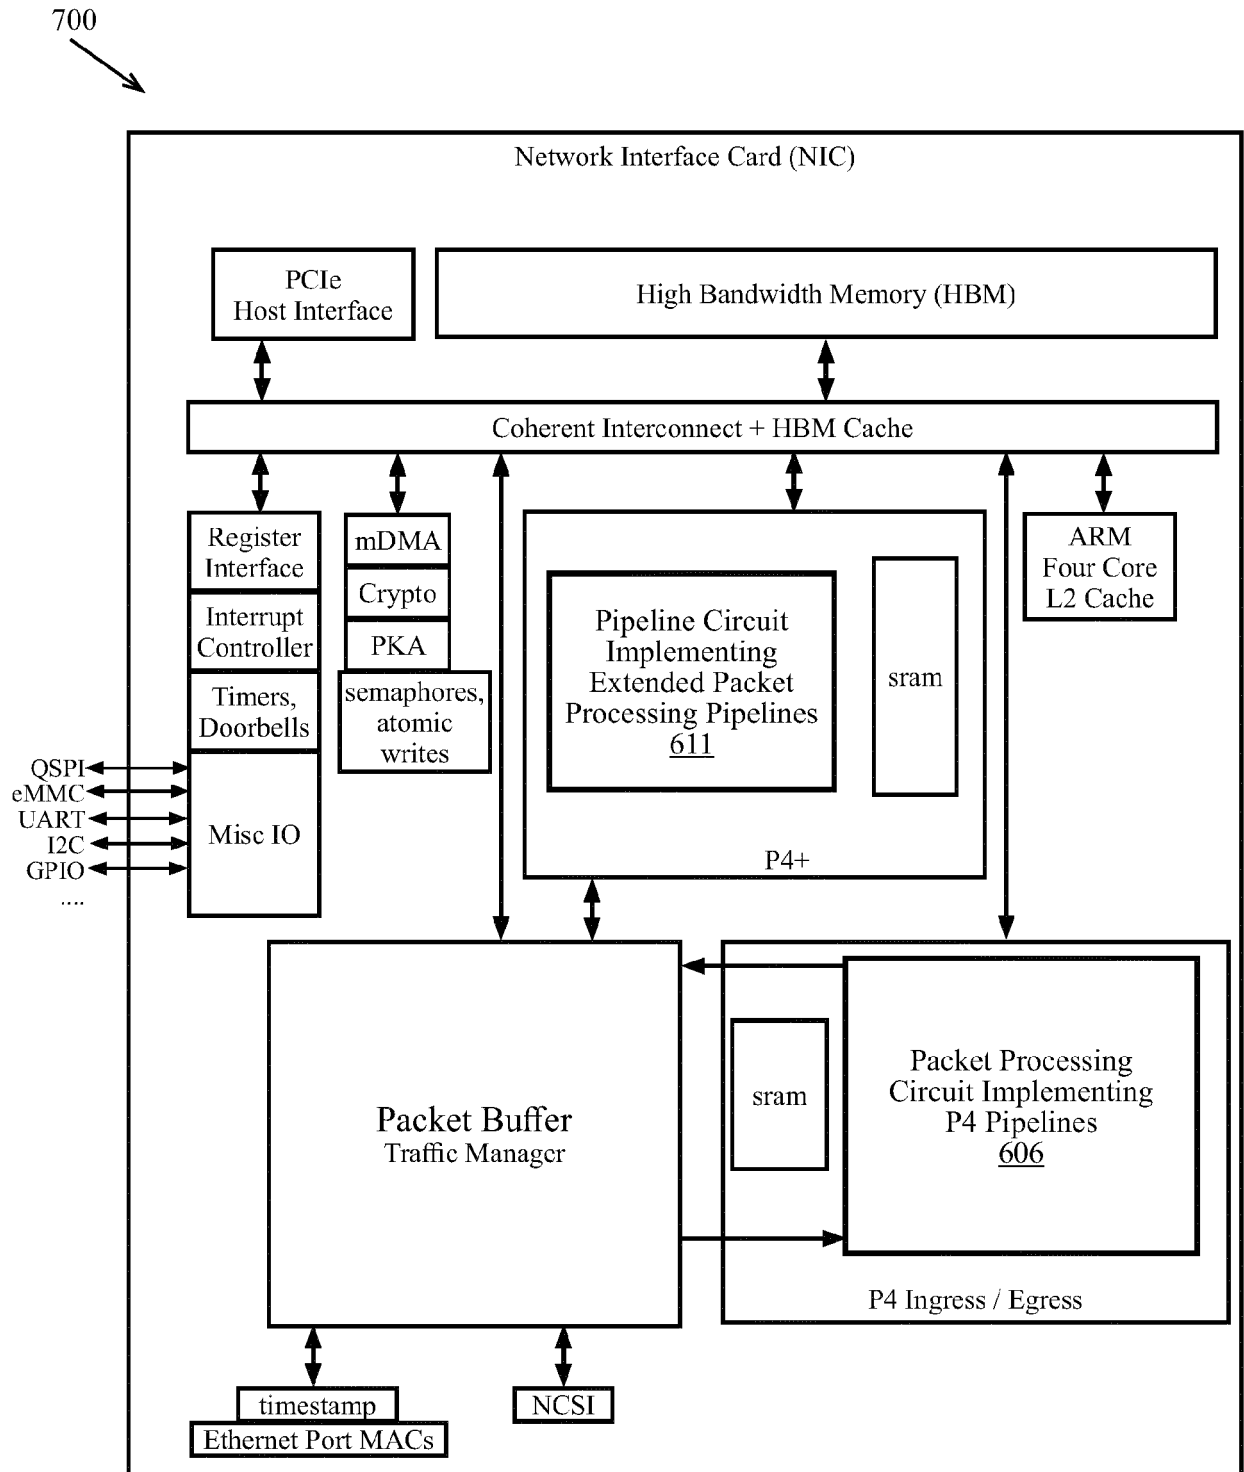 700
Network Interface Card (NIC)
PCIe
Host Interface
High Bandwidth Memory (HBM)
Coherent Interconnect + HBM Cache
Register
Interface
Interrupt
Controller
Timers,
Doorbells
Misc IO
QSPI
eMMC
UART
I2C
GPIO
....
mDMA
Crypto
PKA
semaphores,
atomic
writes
Pipeline Circuit
Implementing
Extended Packet
Processing Pipelines
611
sram
P4+
ARM
Four Core
L2 Cache
Packet Buffer
Traffic Manager
sram
Packet Processing
Circuit Implementing
P4 Pipelines
606
P4 Ingress / Egress
timestamp
Ethernet Port MACs
NCSI